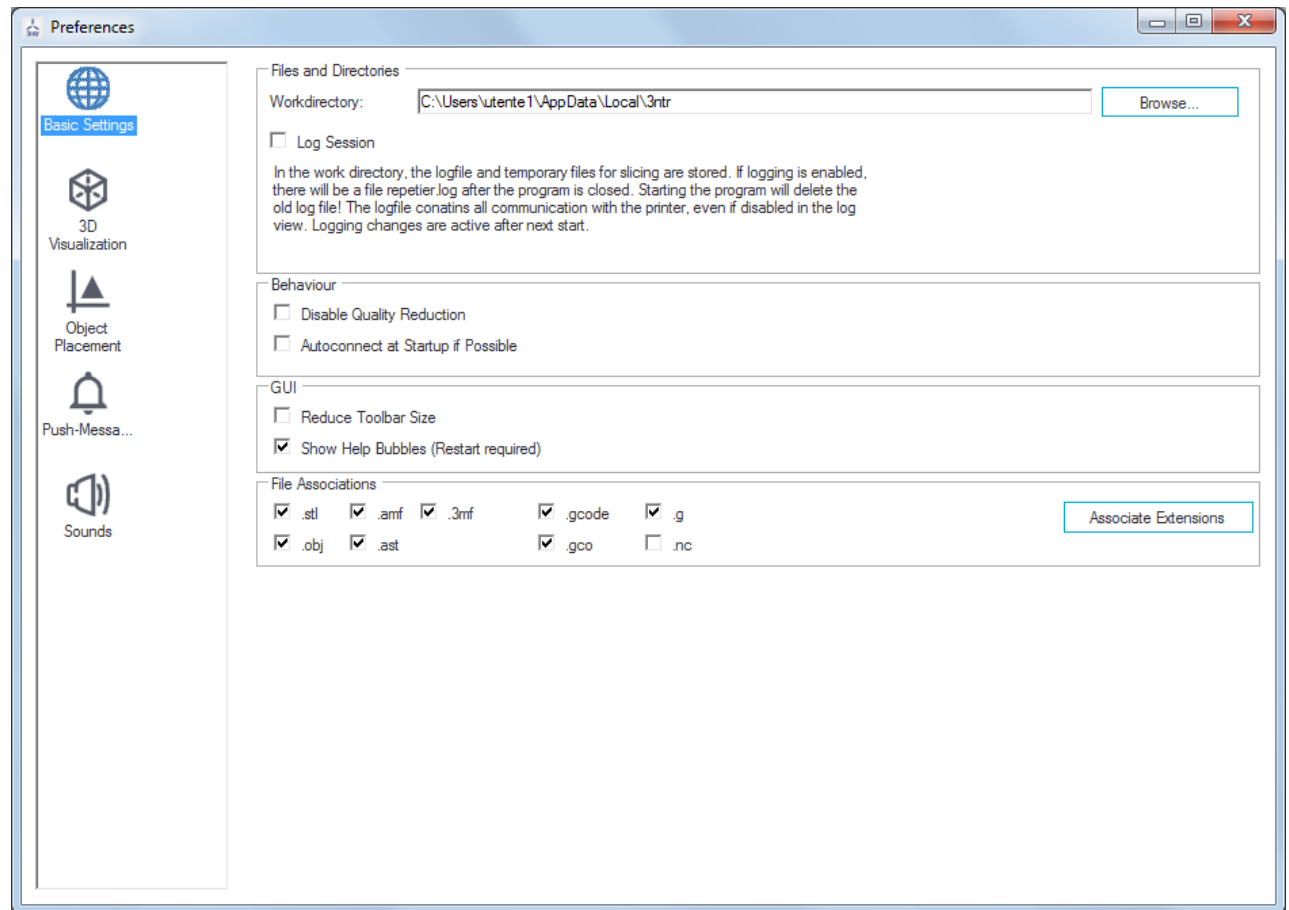 Preferences
Basic Settings
3D
Visualization
Object
Placement
Push-Messa...
Sounds
Files and Directories
Workdirectory:
C:\Users\utente1\AppData\Local\3ntr
Browse...
Log Session
In the work directory, the logfile and temporary files for slicing are stored. If logging is enabled,
there will be a file repetier.log after the program is closed. Starting the program will delete the
old log file! The logfile conatins all communication with the printer, even if disabled in the log
view. Logging changes are active after next start.
Behaviour
Disable Quality Reduction
Autoconnect at Startup if Possible
GUI
Reduce Toolbar Size
Show Help Bubbles (Restart required)
File Associations
.stl .amf .3mf .gcode .g
Associate Extensions
.obj .ast .gco .nc